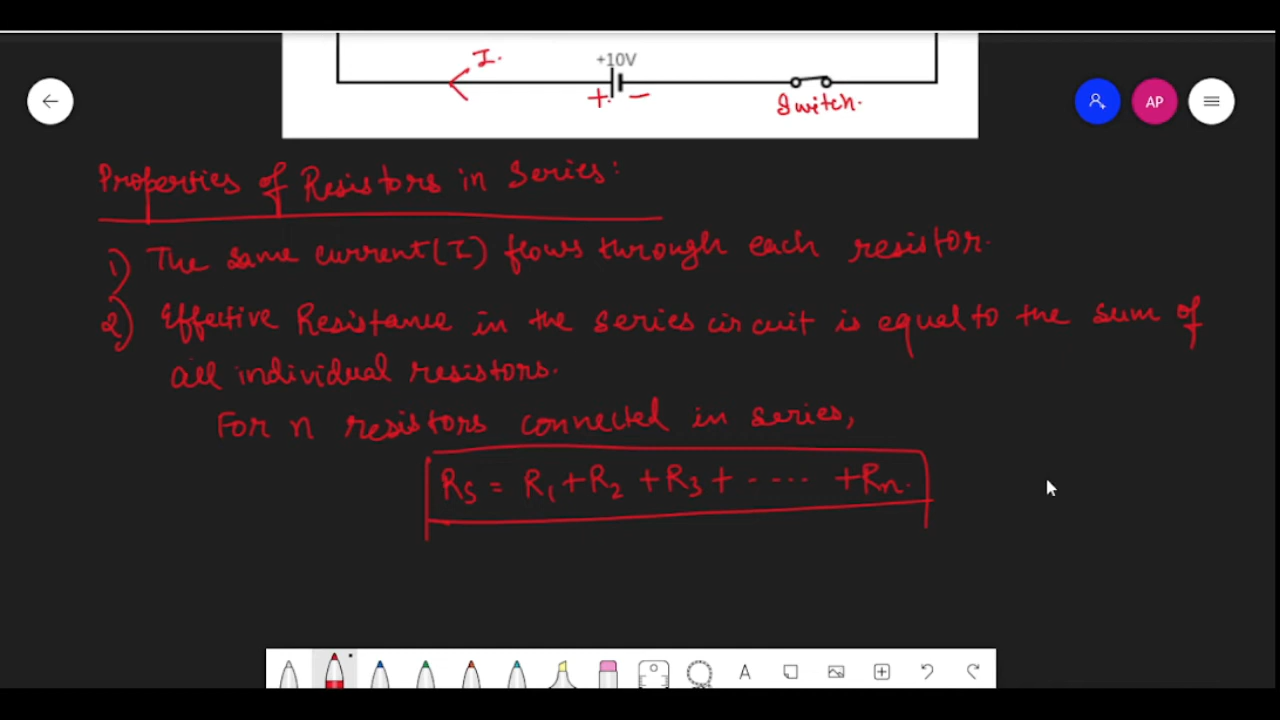 I.
+10V
+ -
Switch.
AP
Properties of Resistors in Series:
1) The same current (I) flows through each resistor.
2) Effective Resistance in the series circuit is equal to the sum of
all individual resistors.
For n resistors connected in series,
Rs = R1 + R2 + R3 + ..... + Rn.
A